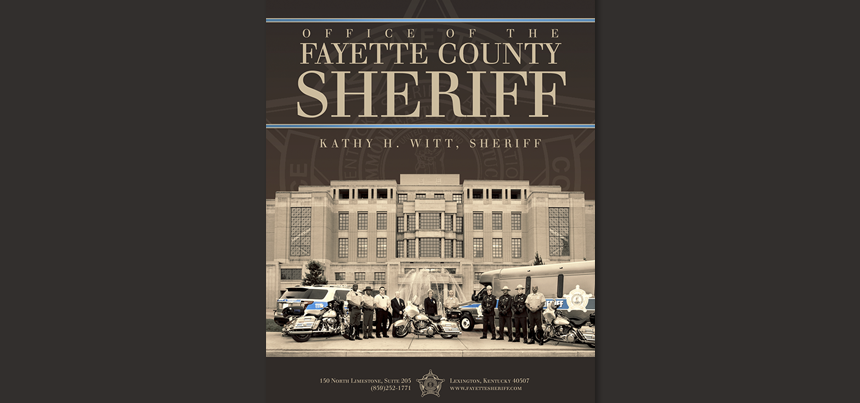 OFFICE OF THE
FAYETTE COUNTY
SHERIFF
KATHY H. WITT, SHERIFF
SHERIFF
150 North Limestone, Suite 205
(859)252-1771
Lexington, Kentucky 40507
www.fayettesheriff.com